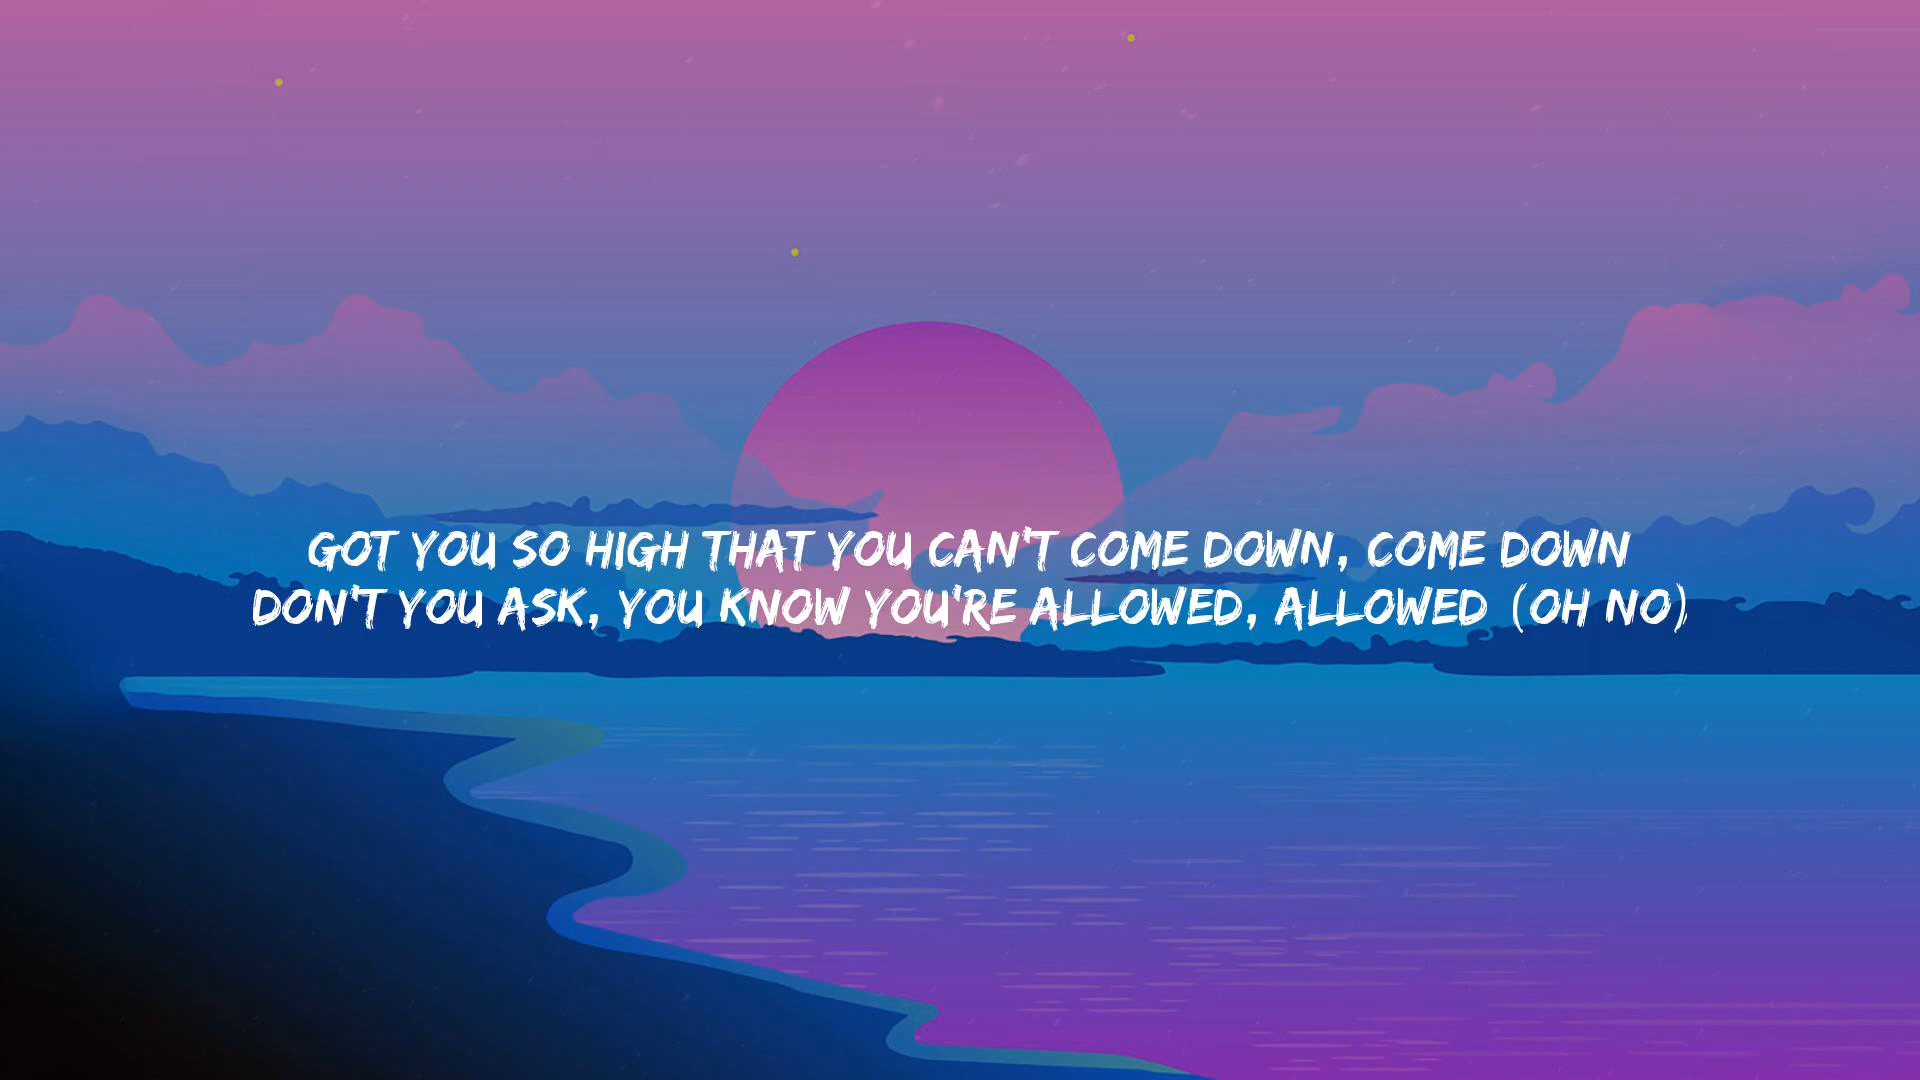 GOT YOU SO HIGH THAT YOU CAN'T COME DOWN, COME DOWN
DON'T YOU ASK, YOU KNOW YOU'RE ALLOWED, ALLOWED (OH NO)